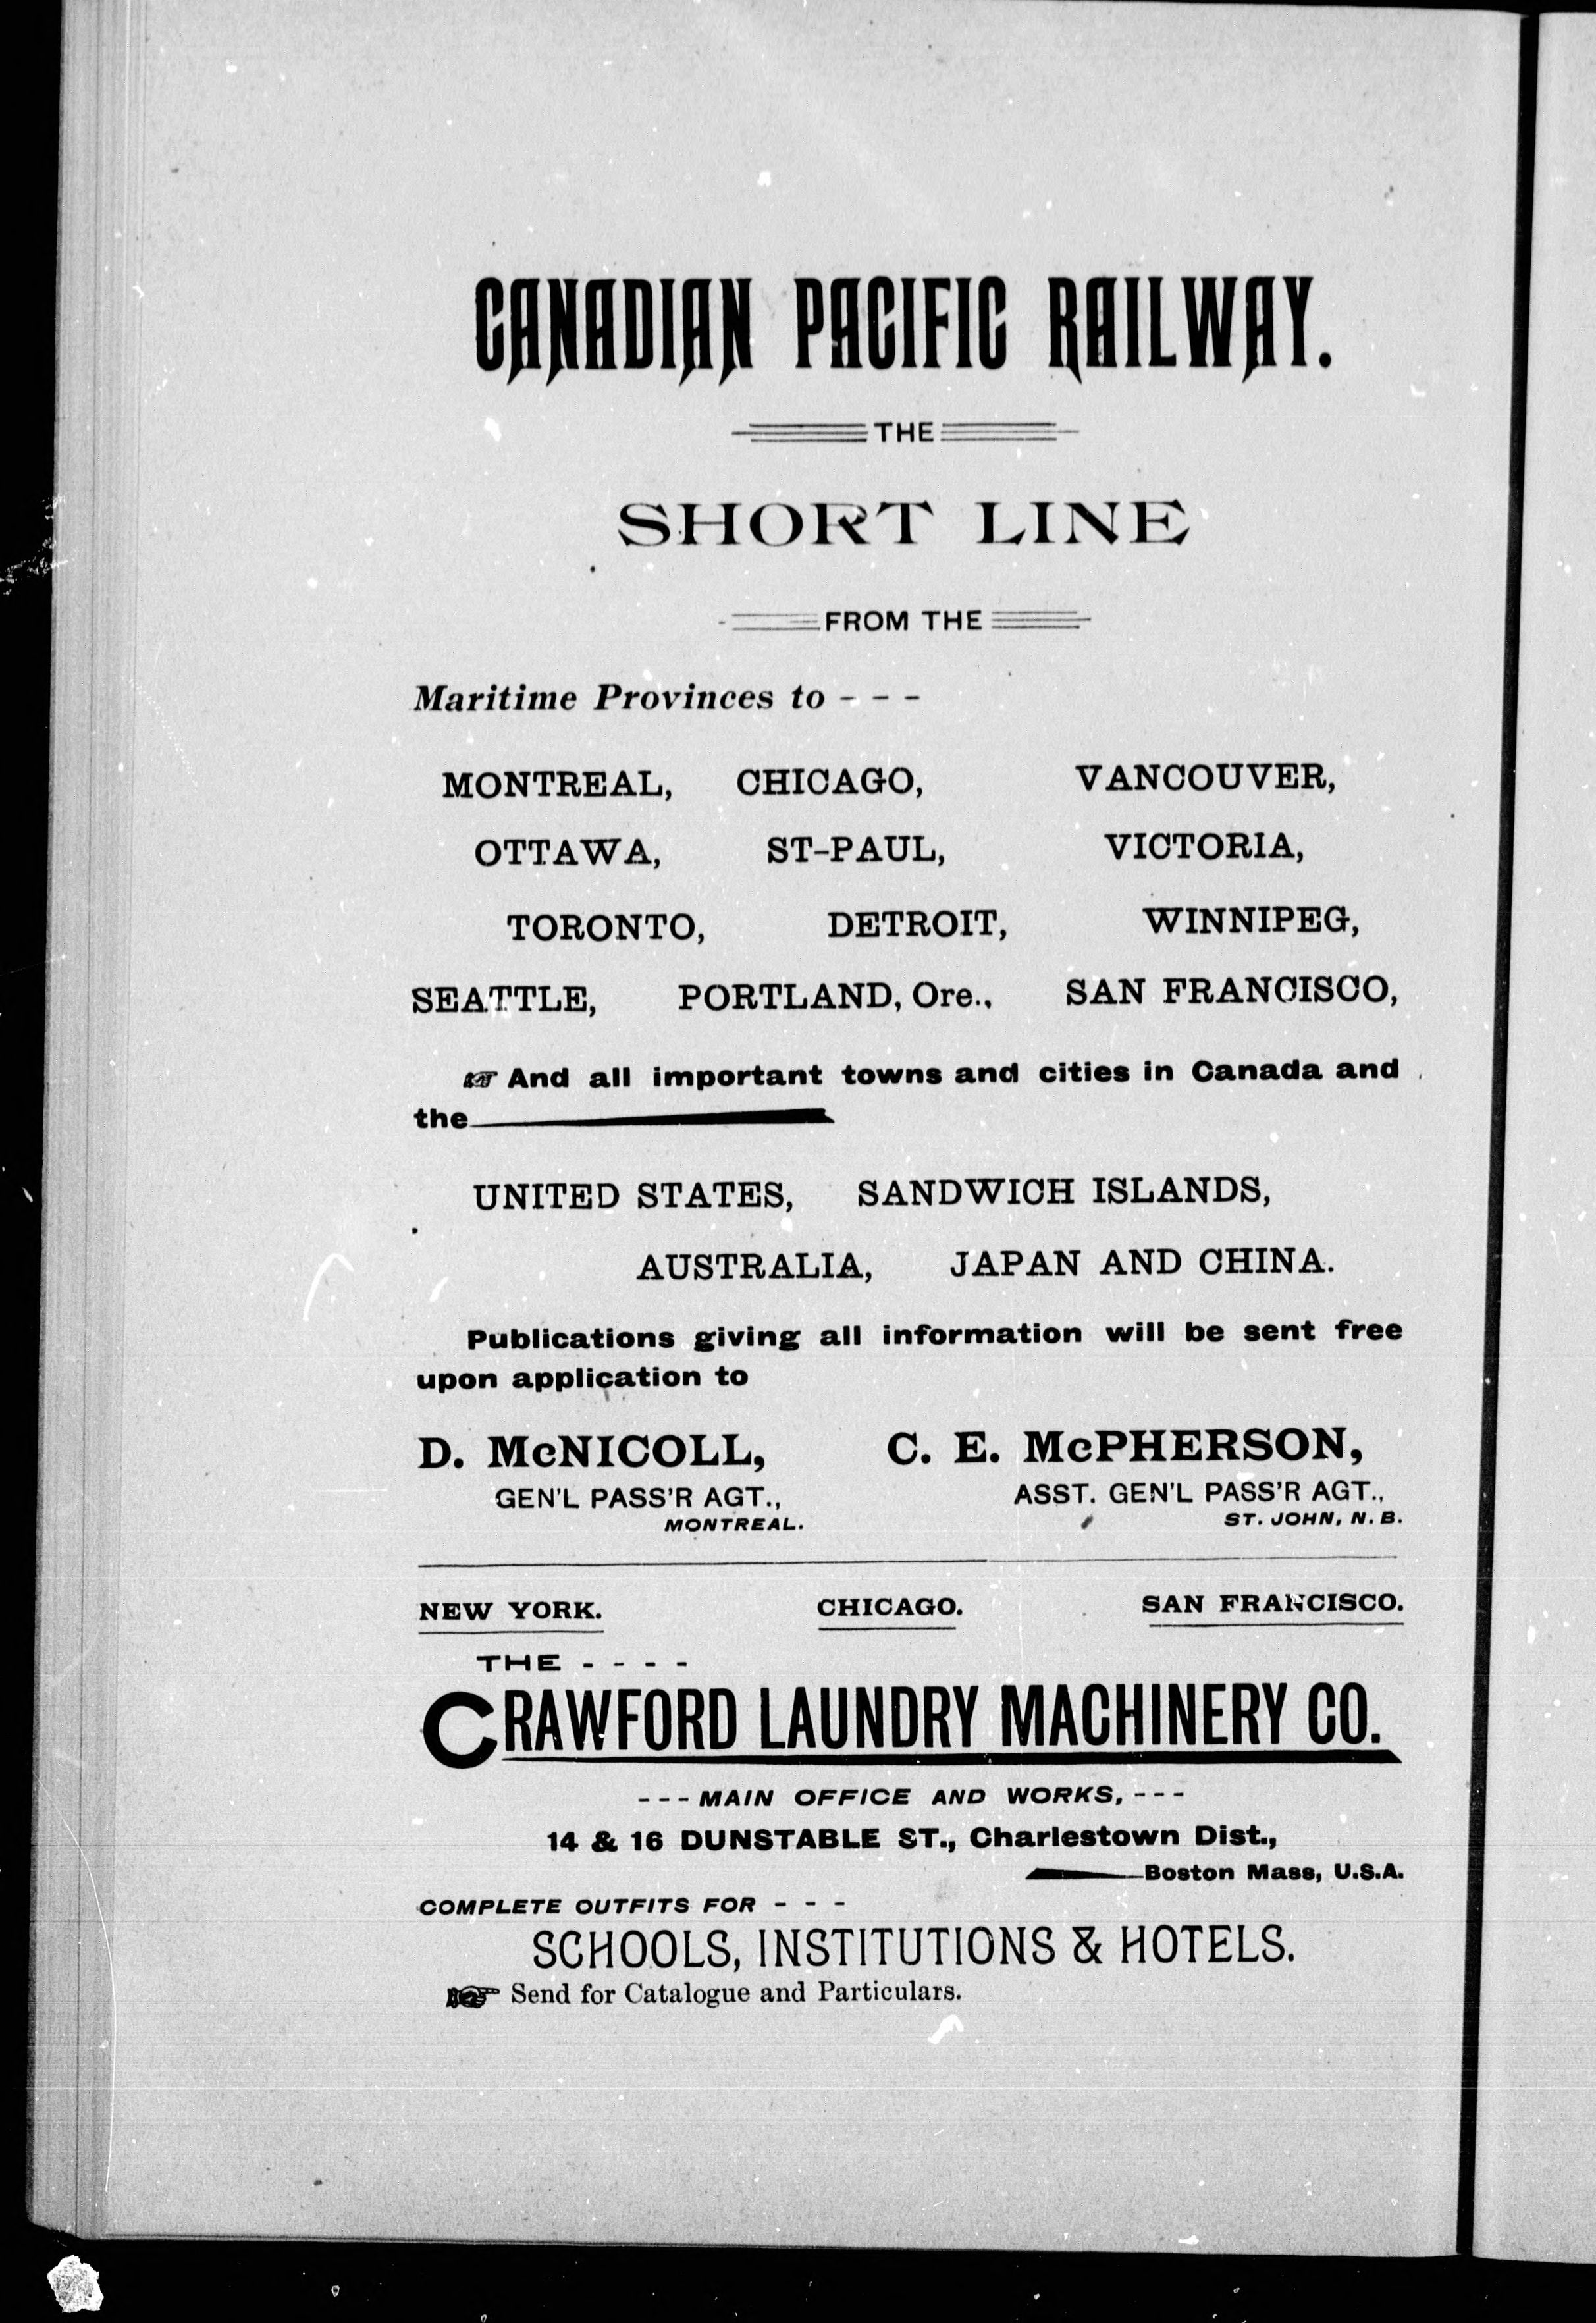 CANADIAN PACIFIC RAILWAY.
THE
SHORT LINE
FROM THE
Maritime Provinces to - - -
MONTREAL, CHICAGO, VANCOUVER,
OTTAWA, ST-PAUL, VICTORIA,
TORONTO, DETROIT, WINNIPEG,
SEATTLE, PORTLAND, Ore., SAN FRANCISCO,
☞ And all important towns and cities in Canada and
the
UNITED STATES, SANDWICH ISLANDS,
AUSTRALIA, JAPAN AND CHINA.
Publications giving all information will be sent free
upon application to
D. McNICOLL, C. E. McPHERSON,
GEN'L PASS'R AGT., ASST. GEN'L PASS'R AGT.,
MONTREAL. ST. JOHN, N. B.
NEW YORK. CHICAGO. SAN FRANCISCO.
THE - - - -
CRAWFORD LAUNDRY MACHINERY CO.
- - - MAIN OFFICE AND WORKS, - - -
14 & 16 DUNSTABLE ST., Charlestown Dist.,
Boston Mass, U.S.A.
COMPLETE OUTFITS FOR - - -
SCHOOLS, INSTITUTIONS & HOTELS.
☞ Send for Catalogue and Particulars.